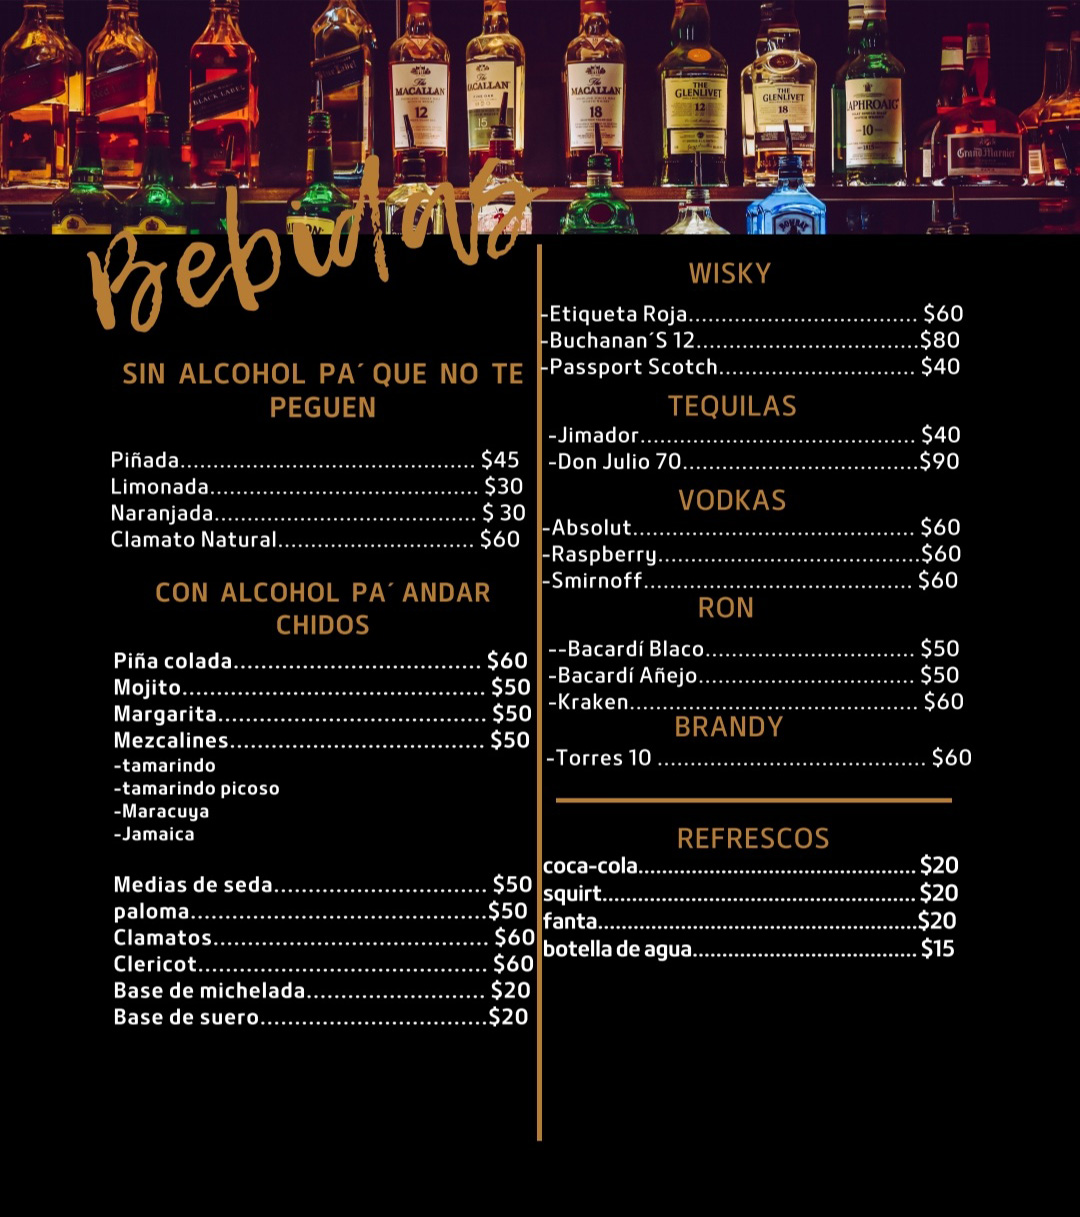 BLACK LABEL
The
MACALLAN
12
The
MACALLAN
15
The
MACALLAN
18
THE
GLENLIVET
12
THE
GLENLIVET
18
LAPHROAIG
10
Grand Marnier
BOMBAY
Bebidas
SIN ALCOHOL PA´ QUE NO TE
PEGUEN
Piñada............................................. $45
Limonada......................................... $30
Naranjada........................................ $ 30
Clamato Natural.............................. $60
CON ALCOHOL PA´ ANDAR
CHIDOS
Piña colada...................................... $60
Mojito.............................................. $50
Margarita......................................... $50
Mezcalines....................................... $50
-tamarindo
-tamarindo picoso
-Maracuya
-Jamaica
Medias de seda................................ $50
paloma.............................................$50
Clamatos.......................................... $60
Clericot............................................ $60
Base de michelada........................... $20
Base de suero...................................$20
WISKY
-Etiqueta Roja................................... $60
-Buchanan´S 12..................................$80
-Passport Scotch.............................. $40
TEQUILAS
-Jimador.......................................... $40
-Don Julio 70....................................$90
VODKAS
-Absolut........................................... $60
-Raspberry........................................$60
-Smirnoff......................................... $60
RON
--Bacardí Blaco................................ $50
-Bacardí Añejo................................. $50
-Kraken............................................ $60
BRANDY
-Torres 10 ........................................ $60
REFRESCOS
coca-cola.......................................... $20
squirt................................................ $20
fanta.................................................$20
botella de agua.................................. $15